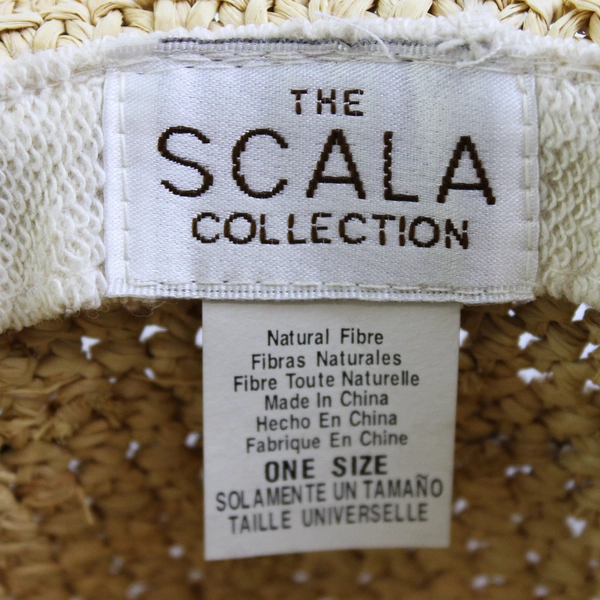 THE
SCALA
COLLECTION
Natural Fibre
Fibras Naturales
Fibre Toute Naturelle
Made In China
Hecho En China
Fabrique En Chine
ONE SIZE
SOLAMENTE UN TAMAÑO
TAILLE UNIVERSELLE